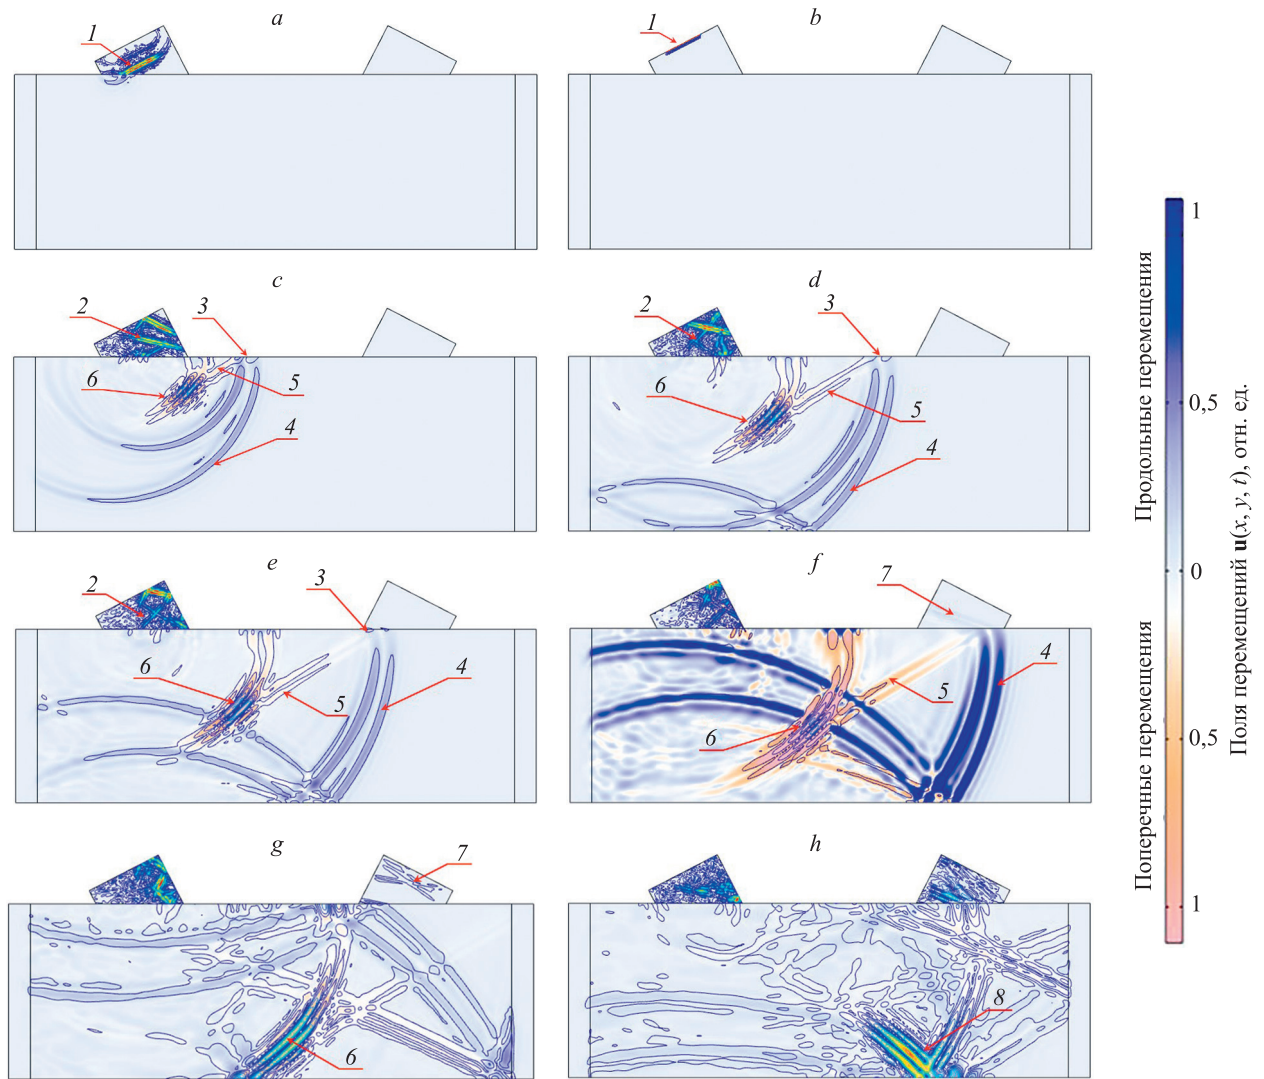 a
1
b
1
c
2
3
6
5
4
d
2
3
6
5
4
e
2
3
6
5
4
f
7
4
5
6
g
7
6
h
8
1
0,5
0
0,5
1
Продольные перемещения
Поперечные перемещения
Поля перемещений u(x, y, t), отн. ед.